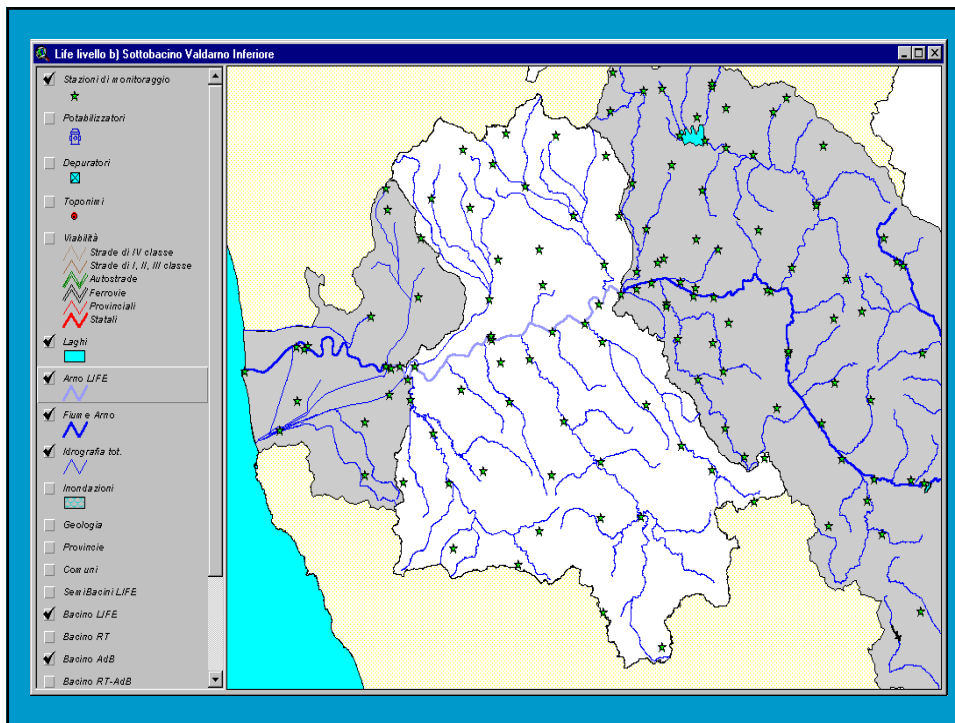 Life livello b) Sottobacino Valdarno Inferiore
Stazioni di monitoraggio
Potabilizzatori
Depuratori
Toponimi
Viabilità
Strade di IV classe
Strade di I, II, III classe
Autostrade
Ferrovie
Provinciali
Statali
Laghi
Arno LIFE
Fiume Arno
Idrografia tot.
Inondazioni
Geologia
Provincie
Comuni
SemiBacini LIFE
Bacino LIFE
Bacino RT
Bacino AdB
Bacino RT-AdB